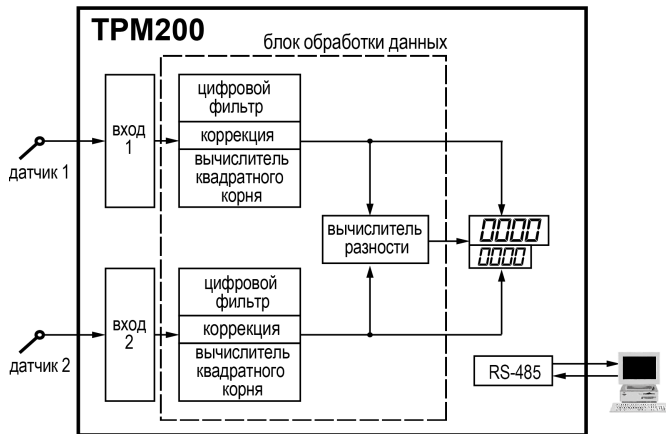 ТРМ200
блок обработки данных
цифровой
фильтр
коррекция
вычислитель
квадратного
корня
вход
1
датчик 1
вычислитель
разности
0000
0000
цифровой
фильтр
коррекция
вычислитель
квадратного
корня
вход
2
датчик 2
RS-485